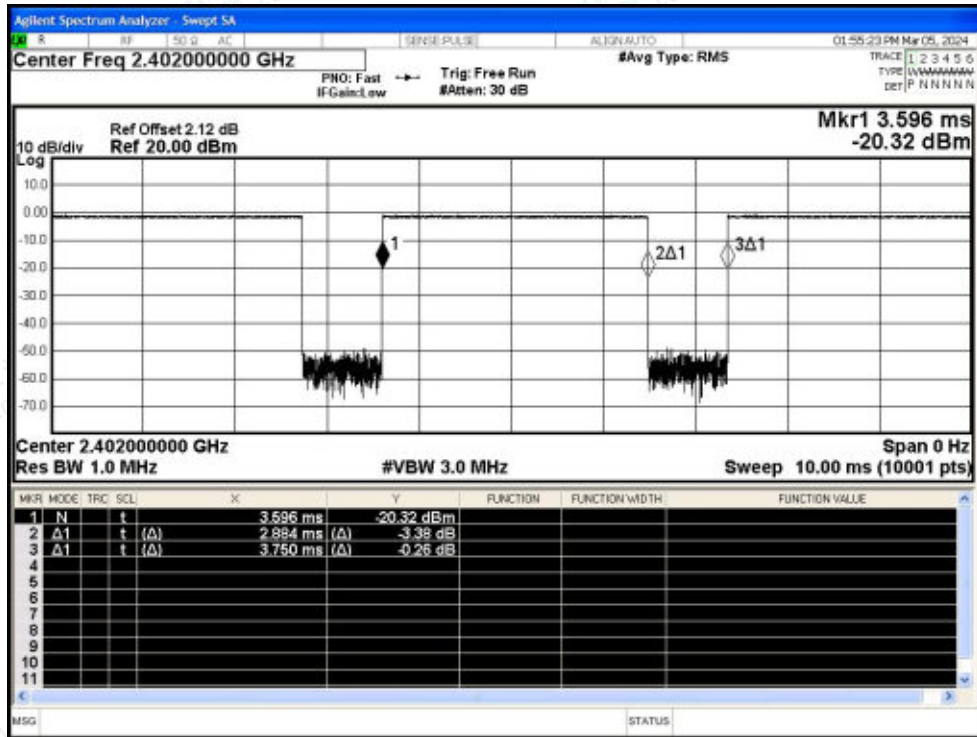 Agilent Spectrum Analyzer - Swept SA
R RF 50 Ω AC SENSE:PULSE ALIGNAUTO 01:55:23 PM Mar 05, 2024
Center Freq 2.402000000 GHz
#Avg Type: RMS
TRACE 1 2 3 4 5 6
TYPE
DET P N N N N N
PNO: Fast
IFGain:Low
Trig: Free Run
#Atten: 30 dB
Mkr1 3.596 ms
-20.32 dBm
Ref Offset 2.12 dB
10 dB/div Ref 20.00 dBm
Log
10.0
0.00
-10.0
-20.0
-30.0
-40.0
-50.0
-60.0
-70.0
1
2Δ1
3Δ1
Center 2.402000000 GHz Span 0 Hz
Res BW 1.0 MHz #VBW 3.0 MHz Sweep 10.00 ms (10001 pts)
MKR MODE TRC SCL X Y FUNCTION FUNCTION WIDTH FUNCTION VALUE
1 N t 3.596 ms -20.32 dBm
2 Δ1 t (Δ) 2.884 ms (Δ) -3.38 dB
3 Δ1 t (Δ) 3.750 ms (Δ) -0.26 dB
4
5
6
7
8
9
10
11
MSG STATUS